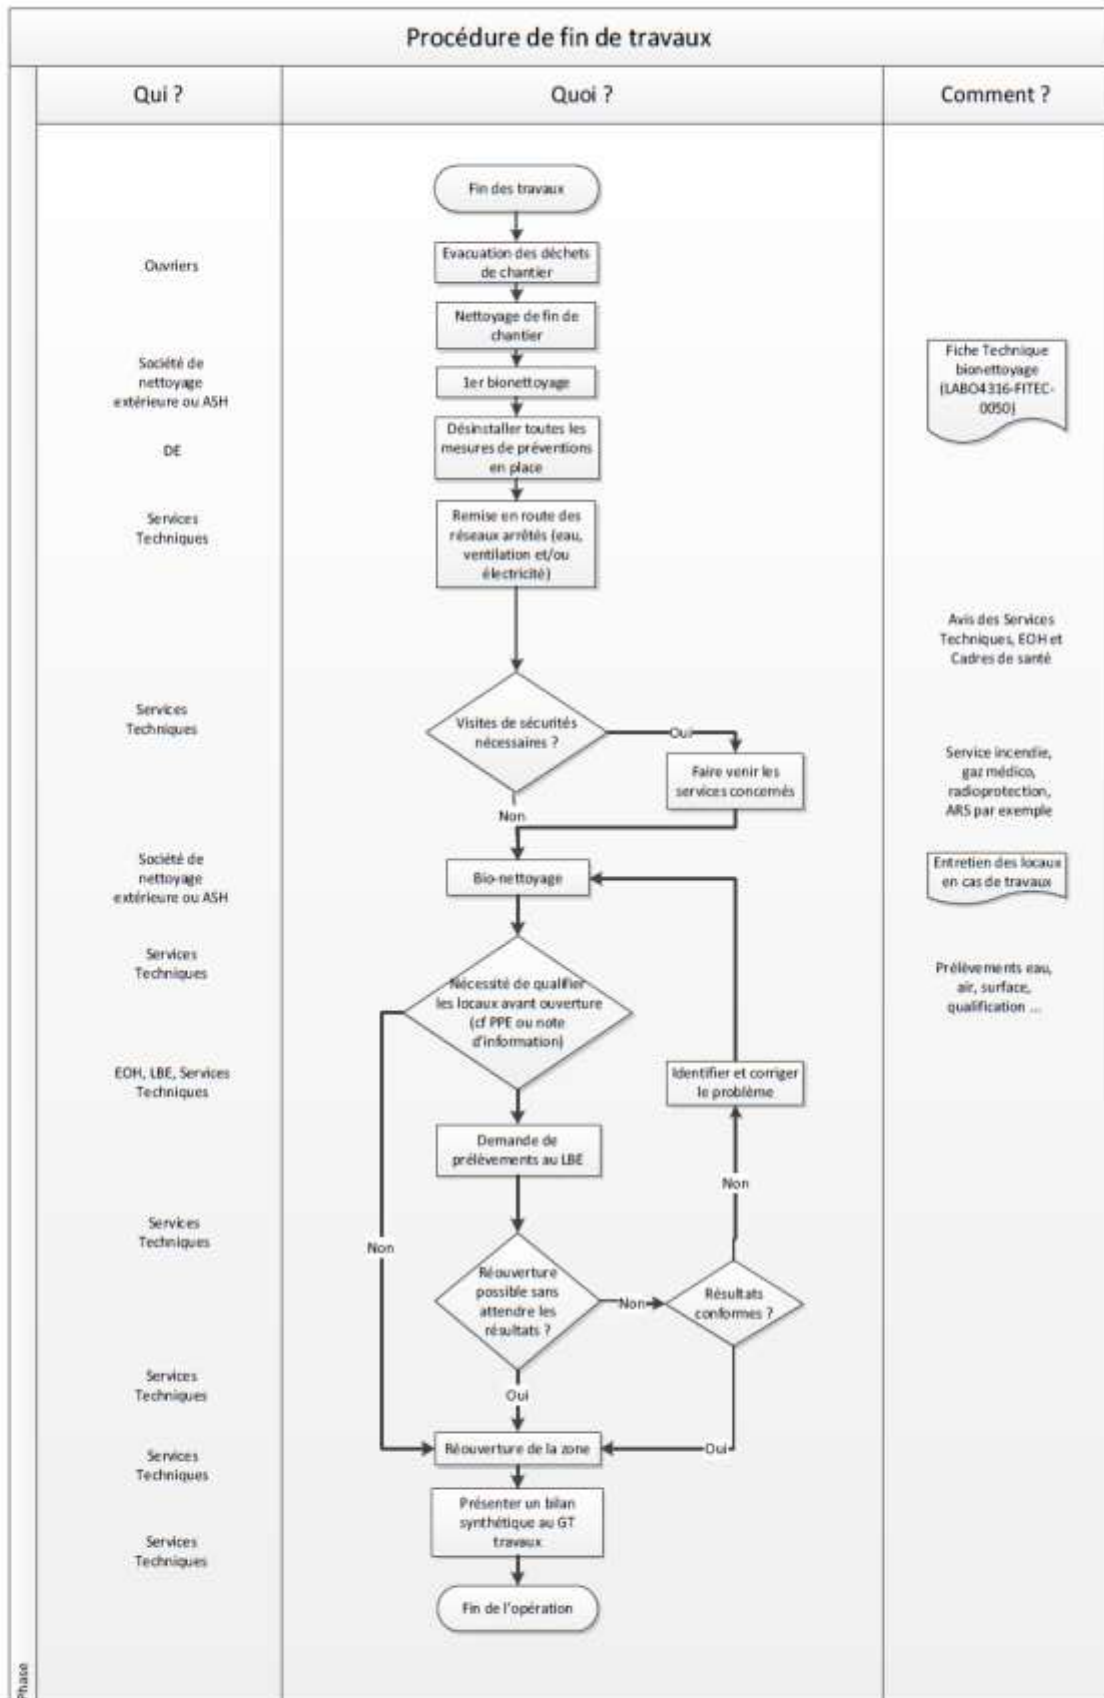 Procédure de fin de travaux
Qui ?
Quoi ?
Comment ?
Fin des travaux
Ouvriers
Evacuation des déchets
de chantier
Nettoyage de fin de
chantier
Société de
nettoyage
extérieure ou ASH
1er bionettoyage
Fiche Technique
bionettoyage
(LABO4316-FITEC-
0050)
DE
Désinstaller toutes les
mesures de préventions
en place
Services
Techniques
Remise en route des
réseaux arrêtés (eau,
ventilation et/ou
électricité)
Avis des Services
Techniques, EOH et
Cadres de santé
Services
Techniques
Visites de sécurités
nécessaires ?
Oui
Faire venir les
services concernés
Service incendie,
gaz médico,
radioprotection,
ARS par exemple
Non
Société de
nettoyage
extérieure ou ASH
Bio-nettoyage
Entretien des locaux
en cas de travaux
Services
Techniques
Nécessité de qualifier
les locaux avant ouverture
(cf PPE ou note
d'information)
Prélèvements eau,
air, surface,
qualification ...
EOH, LBE, Services
Techniques
Identifier et corriger
le problème
Demande de
prélèvements au LBE
Non
Services
Techniques
Non
Réouverture
possible sans
attendre les
résultats ?
Non
Résultats
conformes ?
Services
Techniques
Oui
Réouverture de la zone
Oui
Services
Techniques
Présenter un bilan
synthétique au GT
travaux
Services
Techniques
Fin de l'opération
Phase